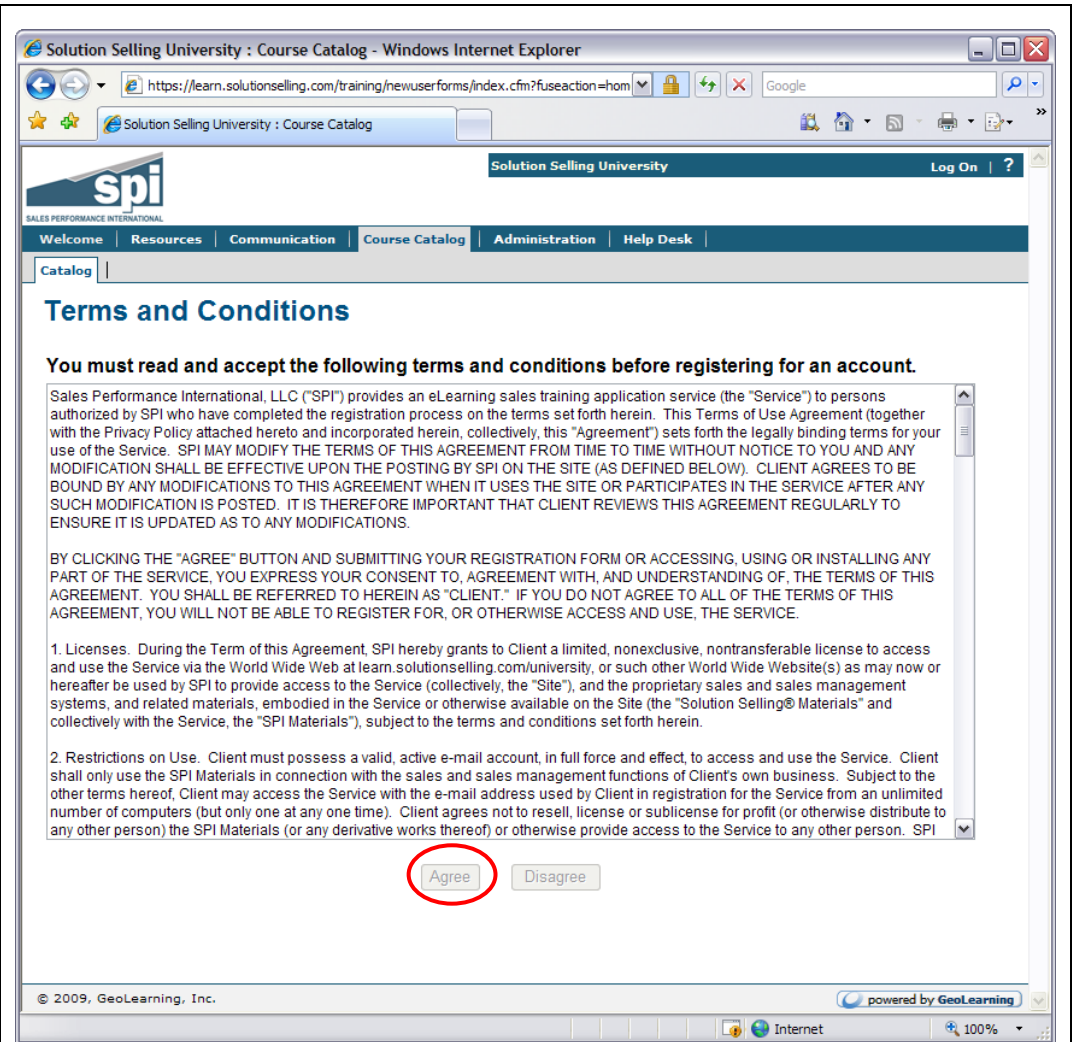 Solution Selling University : Course Catalog - Windows Internet Explorer
https://learn.solutionselling.com/training/newuserforms/index.cfm?fuseaction=hom
Google
Solution Selling University : Course Catalog
spi
SALES PERFORMANCE INTERNATIONAL
Solution Selling University
Log On | ?
Welcome | Resources | Communication | Course Catalog | Administration | Help Desk |
Catalog |
Terms and Conditions
You must read and accept the following terms and conditions before registering for an account.
Sales Performance International, LLC ("SPI") provides an eLearning sales training application service (the "Service") to persons
authorized by SPI who have completed the registration process on the terms set forth herein. This Terms of Use Agreement (together
with the Privacy Policy attached hereto and incorporated herein, collectively, this "Agreement") sets forth the legally binding terms for your
use of the Service. SPI MAY MODIFY THE TERMS OF THIS AGREEMENT FROM TIME TO TIME WITHOUT NOTICE TO YOU AND ANY
MODIFICATION SHALL BE EFFECTIVE UPON THE POSTING BY SPI ON THE SITE (AS DEFINED BELOW). CLIENT AGREES TO BE
BOUND BY ANY MODIFICATIONS TO THIS AGREEMENT WHEN IT USES THE SITE OR PARTICIPATES IN THE SERVICE AFTER ANY
SUCH MODIFICATION IS POSTED. IT IS THEREFORE IMPORTANT THAT CLIENT REVIEWS THIS AGREEMENT REGULARLY TO
ENSURE IT IS UPDATED AS TO ANY MODIFICATIONS.
BY CLICKING THE "AGREE" BUTTON AND SUBMITTING YOUR REGISTRATION FORM OR ACCESSING, USING OR INSTALLING ANY
PART OF THE SERVICE, YOU EXPRESS YOUR CONSENT TO, AGREEMENT WITH, AND UNDERSTANDING OF, THE TERMS OF THIS
AGREEMENT. YOU SHALL BE REFERRED TO HEREIN AS "CLIENT." IF YOU DO NOT AGREE TO ALL OF THE TERMS OF THIS
AGREEMENT, YOU WILL NOT BE ABLE TO REGISTER FOR, OR OTHERWISE ACCESS AND USE, THE SERVICE.
1. Licenses. During the Term of this Agreement, SPI hereby grants to Client a limited, nonexclusive, nontransferable license to access
and use the Service via the World Wide Web at learn.solutionselling.com/university, or such other World Wide Website(s) as may now or
hereafter be used by SPI to provide access to the Service (collectively, the "Site"), and the proprietary sales and sales management
systems, and related materials, embodied in the Service or otherwise available on the Site (the "Solution Selling® Materials" and
collectively with the Service, the "SPI Materials"), subject to the terms and conditions set forth herein.
2. Restrictions on Use. Client must possess a valid, active e-mail account, in full force and effect, to access and use the Service. Client
shall only use the SPI Materials in connection with the sales and sales management functions of Client's own business. Subject to the
other terms hereof, Client may access the Service with the e-mail address used by Client in registration for the Service from an unlimited
number of computers (but only one at any one time). Client agrees not to resell, license or sublicense for profit (or otherwise distribute to
any other person) the SPI Materials (or any derivative works thereof) or otherwise provide access to the Service to any other person. SPI
Agree Disagree
© 2009, GeoLearning, Inc.
powered by GeoLearning
Internet
100%